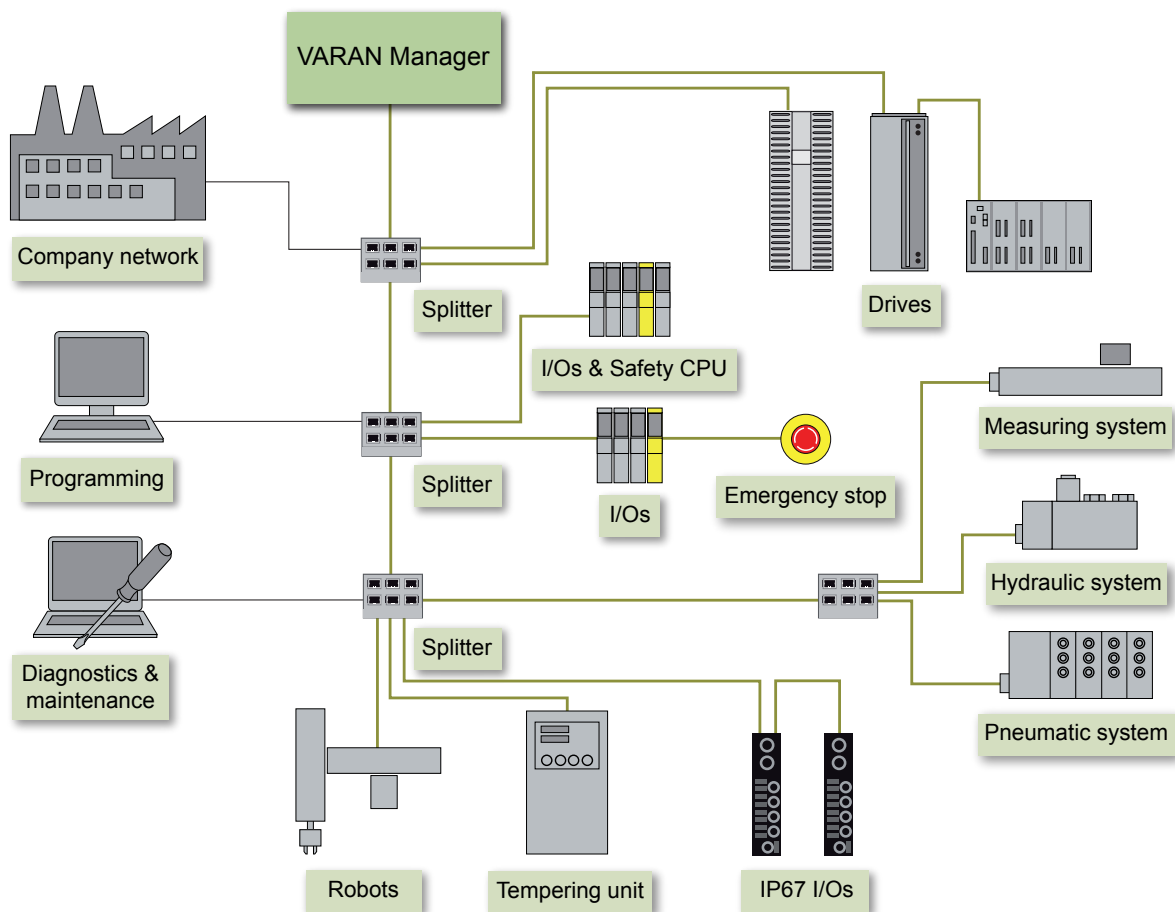 VARAN Manager
Company network
Splitter
Drives
I/Os & Safety CPU
Measuring system
Programming
Splitter
I/Os
Emergency stop
Hydraulic system
Diagnostics &
maintenance
Splitter
Pneumatic system
Robots
Tempering unit
IP67 I/Os